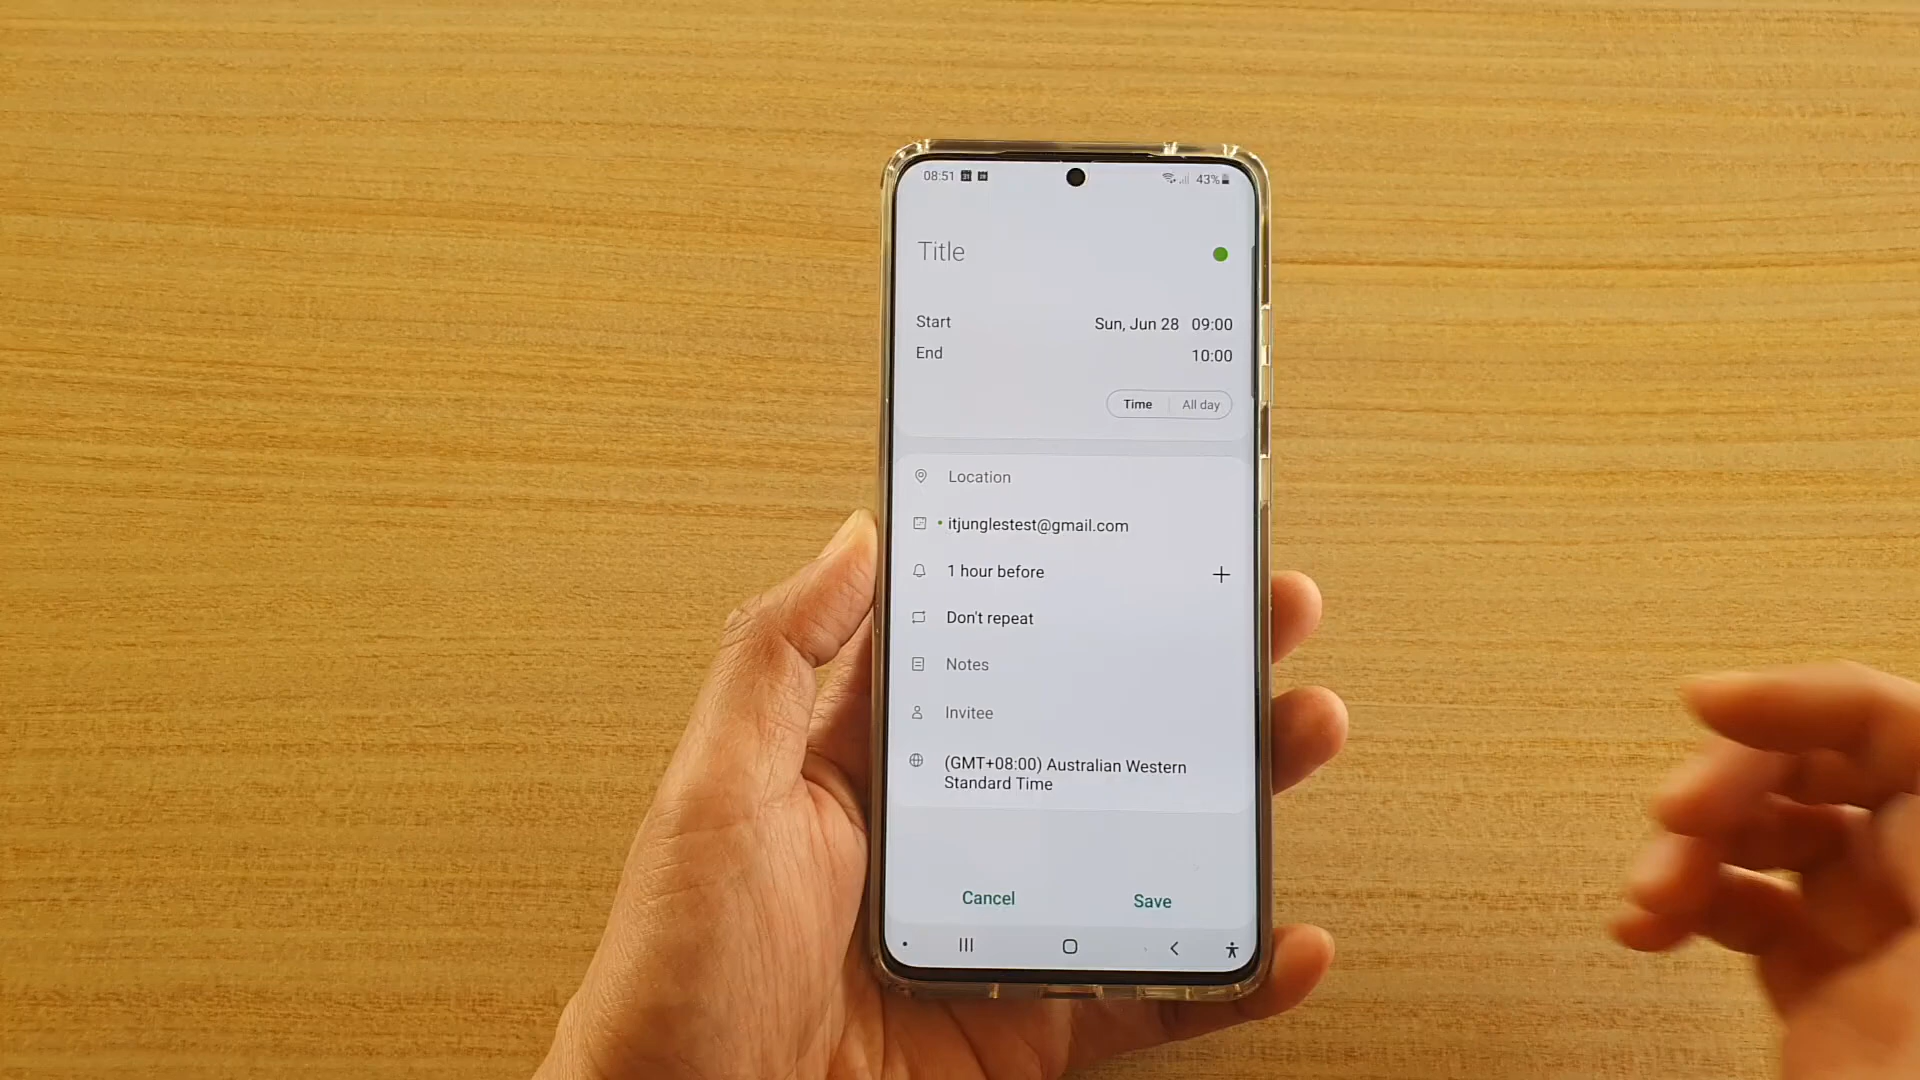 08:51
43%
Title
Start Sun, Jun 28 09:00
End 10:00
Time All day
Location
itjunglestest@gmail.com
1 hour before
Don't repeat
Notes
Invitee
(GMT+08:00) Australian Western
Standard Time
Cancel Save